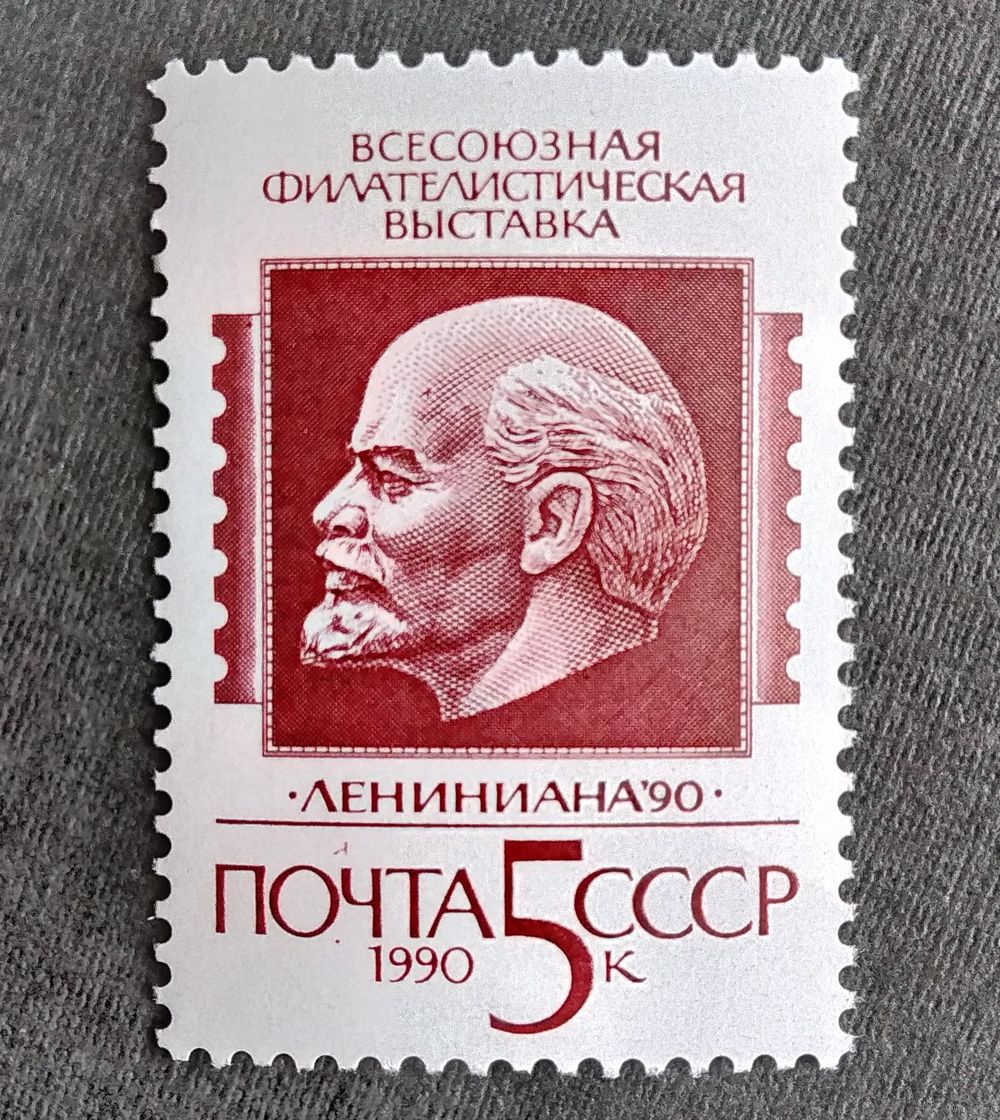 ВСЕСОЮЗНАЯ
ФИЛАТЕЛИСТИЧЕСКАЯ
ВЫСТАВКА
·ЛЕНИНИАНА'90·
ПОЧТА 5 СССР
1990 к